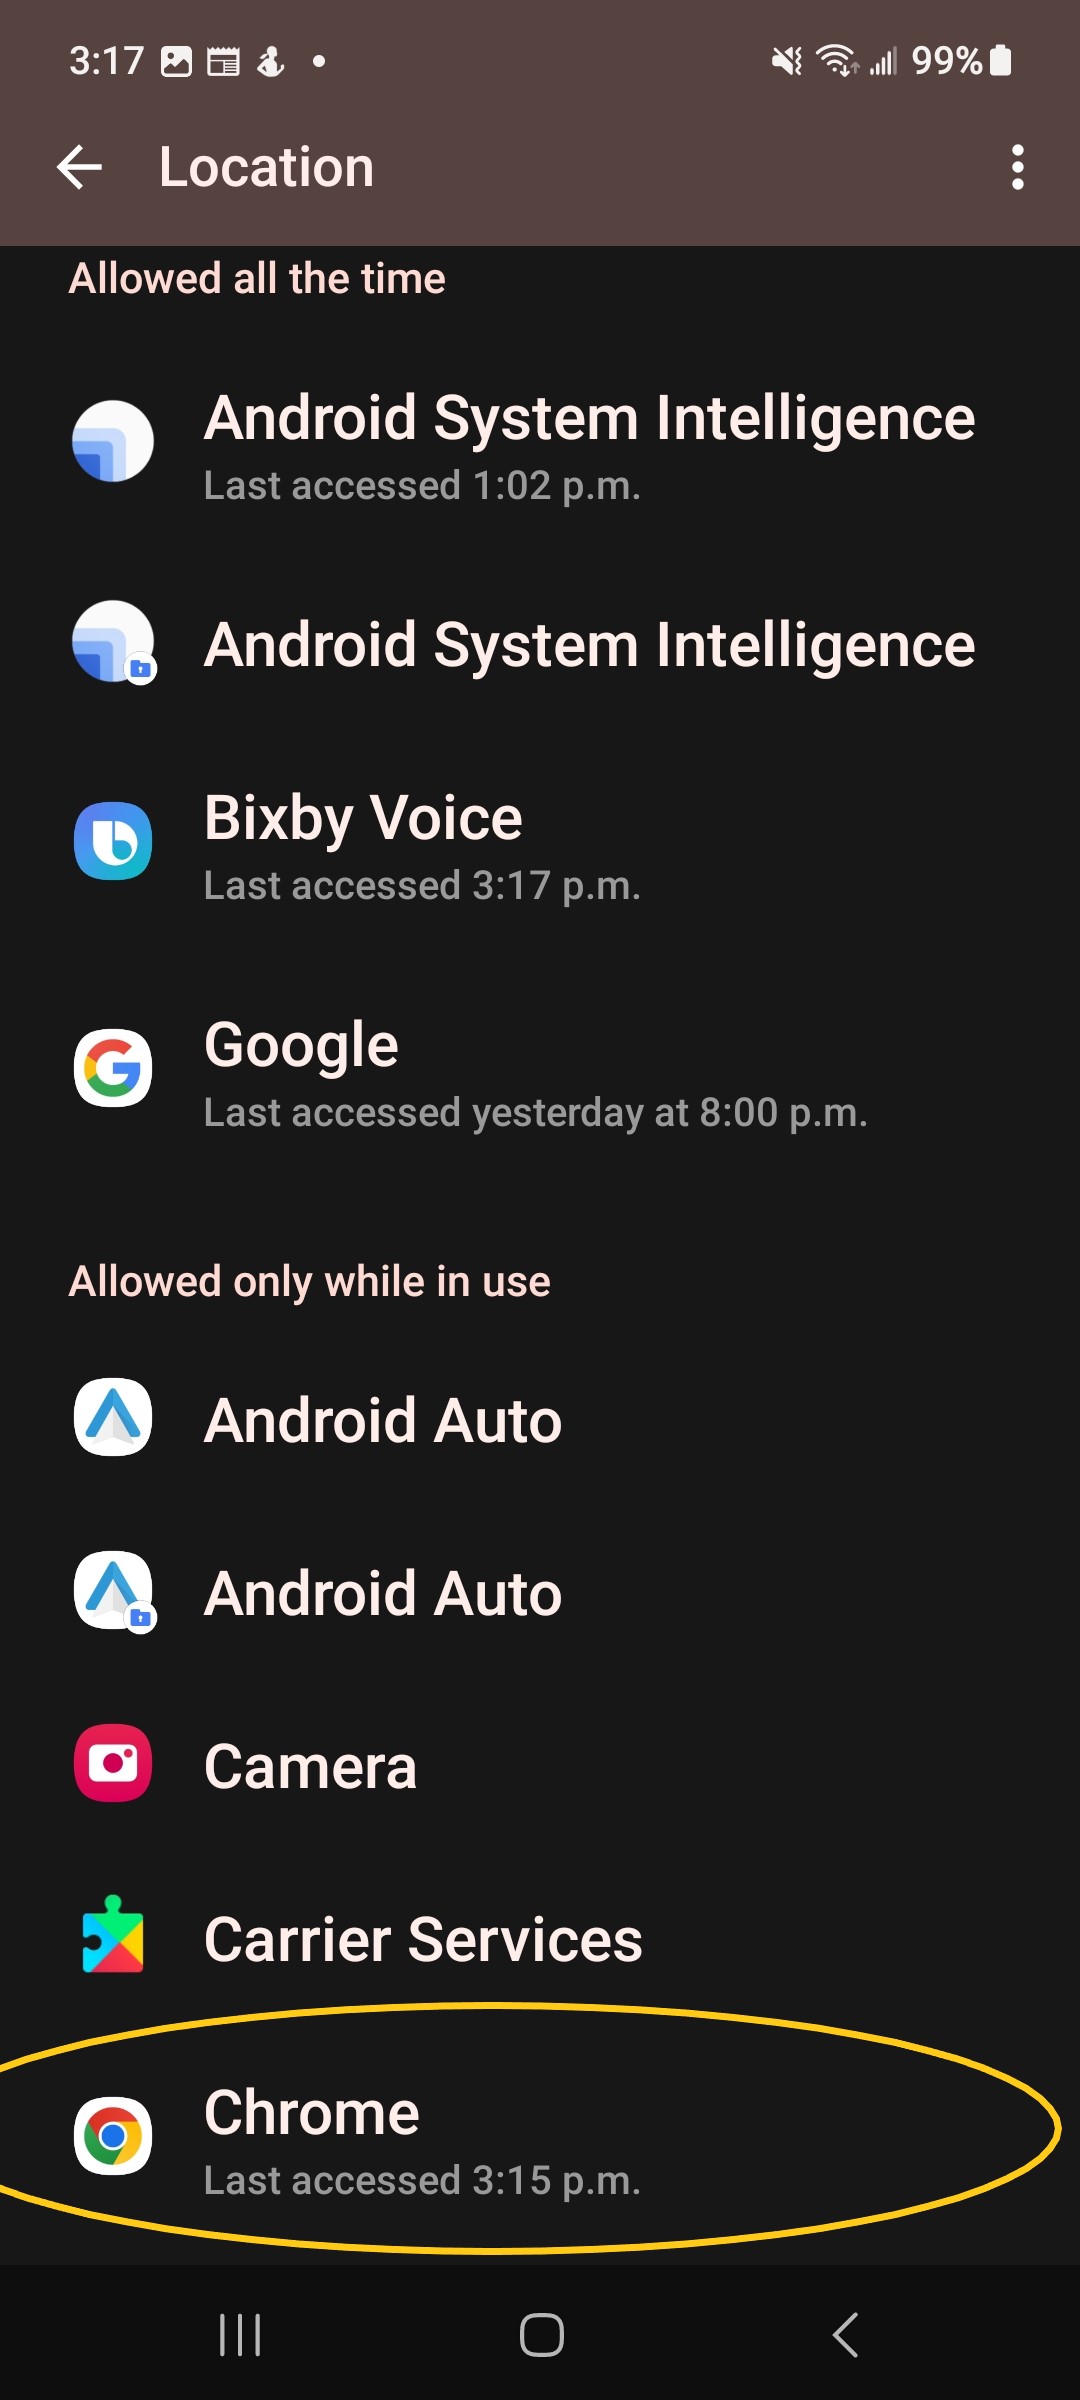 3:17
99%
Location
Allowed all the time
Android System Intelligence
Last accessed 1:02 p.m.
Android System Intelligence
Bixby Voice
Last accessed 3:17 p.m.
Google
Last accessed yesterday at 8:00 p.m.
Allowed only while in use
Android Auto
Android Auto
Camera
Carrier Services
Chrome
Last accessed 3:15 p.m.